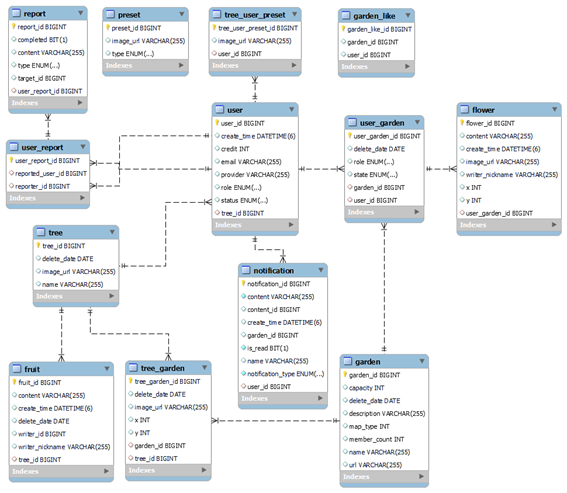 report
report_id BIGINT
completed BIT(1)
content VARCHAR(255)
type ENUM(...)
target_id BIGINT
user_report_id BIGINT
Indexes
preset
preset_id BIGINT
image_url VARCHAR(255)
type ENUM(...)
Indexes
tree_user_preset
tree_user_preset_id BIGINT
image_url VARCHAR(255)
user_id BIGINT
Indexes
garden_like
garden_like_id BIGINT
garden_id BIGINT
user_id BIGINT
Indexes
user_report
user_report_id BIGINT
reported_user_id BIGINT
reporter_id BIGINT
Indexes
user
user_id BIGINT
create_time DATETIME(6)
credit INT
email VARCHAR(255)
provider VARCHAR(255)
role ENUM(...)
status ENUM(...)
tree_id BIGINT
Indexes
user_garden
user_garden_id BIGINT
delete_date DATE
role ENUM(...)
state ENUM(...)
garden_id BIGINT
user_id BIGINT
Indexes
flower
flower_id BIGINT
content VARCHAR(255)
create_time DATETIME(6)
image_url VARCHAR(255)
writer_nickname VARCHAR(255)
x INT
y INT
user_garden_id BIGINT
Indexes
tree
tree_id BIGINT
delete_date DATE
image_url VARCHAR(255)
name VARCHAR(255)
Indexes
notification
notification_id BIGINT
content VARCHAR(255)
content_id BIGINT
create_time DATETIME(6)
garden_id BIGINT
is_read BIT(1)
name VARCHAR(255)
notification_type ENUM(...)
user_id BIGINT
Indexes
fruit
fruit_id BIGINT
content VARCHAR(255)
create_time DATETIME(6)
delete_date DATE
writer_id BIGINT
writer_nickname VARCHAR(255)
tree_id BIGINT
Indexes
tree_garden
tree_garden_id BIGINT
delete_date DATE
image_url VARCHAR(255)
x INT
y INT
garden_id BIGINT
tree_id BIGINT
Indexes
garden
garden_id BIGINT
capacity INT
delete_date DATE
description VARCHAR(255)
map_type INT
member_count INT
name VARCHAR(255)
url VARCHAR(255)
Indexes